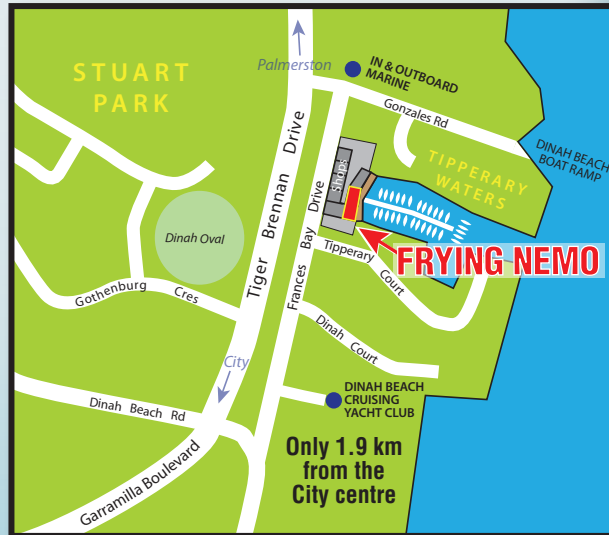 STUART
PARK
Palmerston
IN & OUTBOARD
MARINE
Gonzales Rd
DINAH BEACH
BOAT RAMP
TIPPERARY
WATERS
Shops
Tiger Brennan Drive
Frances Bay Drive
Dinah Oval
FRYING NEMO
Tipperary Court
Gothenburg Cres
Dinah Court
City
DINAH BEACH
CRUISING
YACHT CLUB
Dinah Beach Rd
Garramilla Boulevard
Only 1.9 km
from the
City centre